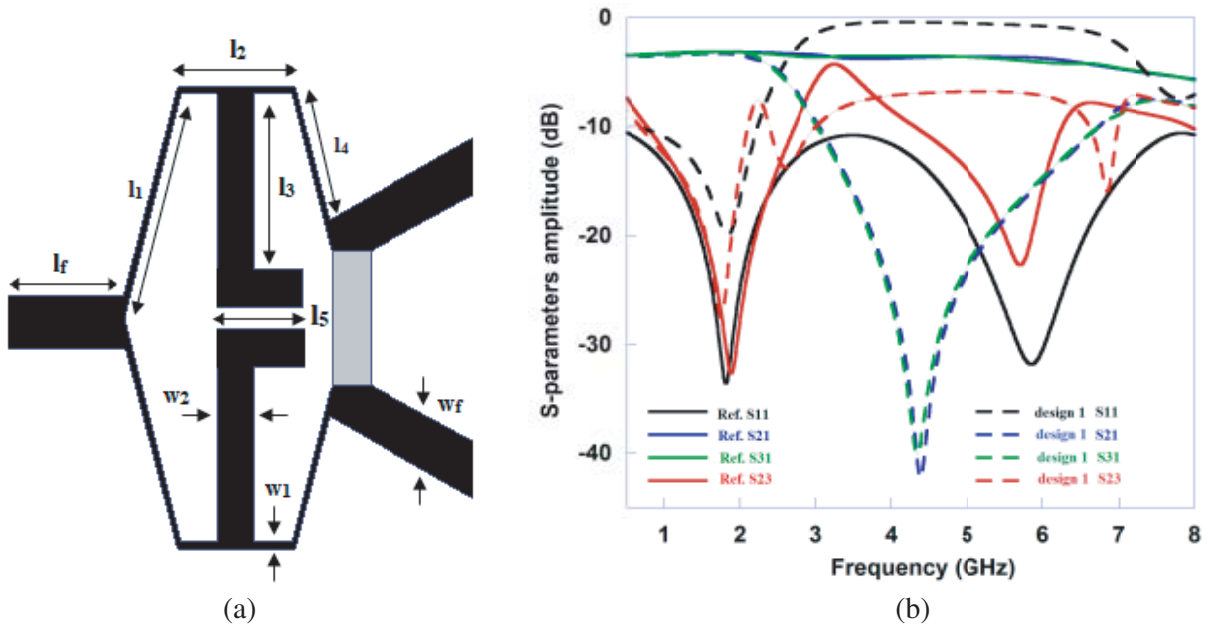 (a)
l2
l1
l3
l4
lf
l5
w2
wf
w1
(b)
S-parameters amplitude (dB)
0
-10
-20
-30
-40
Ref. S11
Ref. S21
Ref. S31
Ref. S23
design 1 S11
design 1 S21
design 1 S31
design 1 S23
1 2 3 4 5 6 7 8
Frequency (GHz)
(a)
(b)